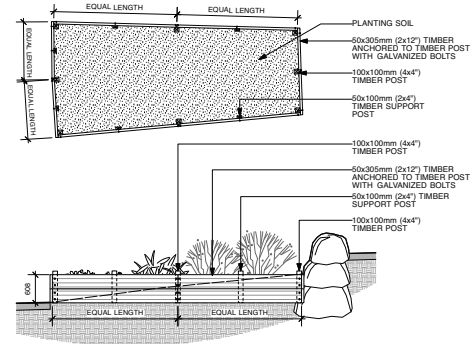 EQUAL LENGTH
EQUAL LENGTH
EQUAL LENGTH
EQUAL LENGTH
PLANTING SOIL
50x305mm (2x12") TIMBER
ANCHORED TO TIMBER POST
WITH GALVANIZED BOLTS
100x100mm (4x4")
TIMBER POST
50x100mm (2x4")
TIMBER SUPPORT
POST
100x100mm (4x4")
TIMBER POST
50x305mm (2x12") TIMBER
ANCHORED TO TIMBER POST
WITH GALVANIZED BOLTS
50x100mm (2x4") TIMBER
SUPPORT POST
100x100mm (4x4")
TIMBER POST
809
EQUAL LENGTH
EQUAL LENGTH